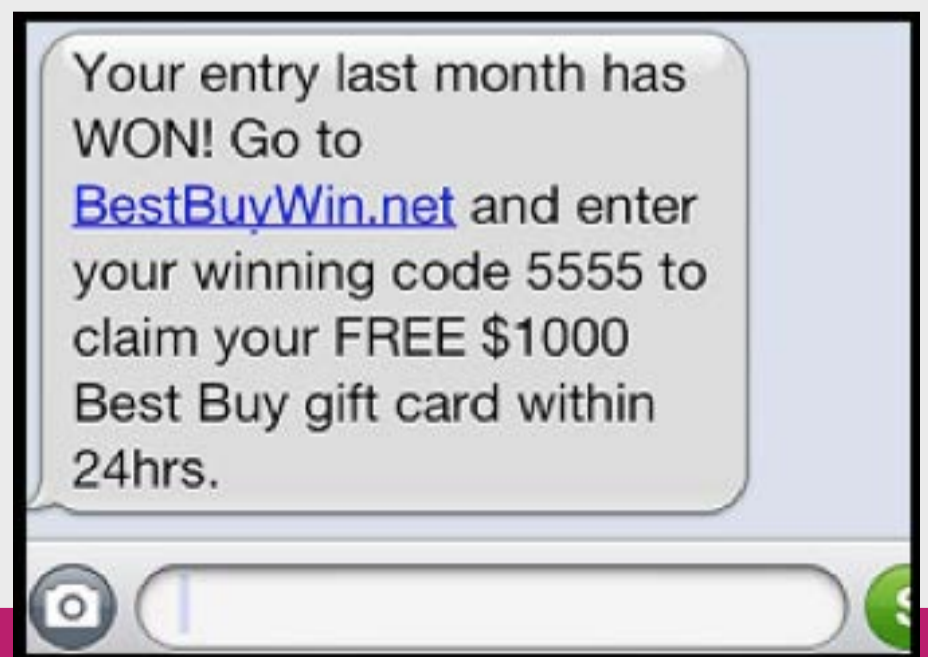 Your entry last month has
WON! Go to
BestBuyWin.net and enter
your winning code 5555 to
claim your FREE $1000
Best Buy gift card within
24hrs.